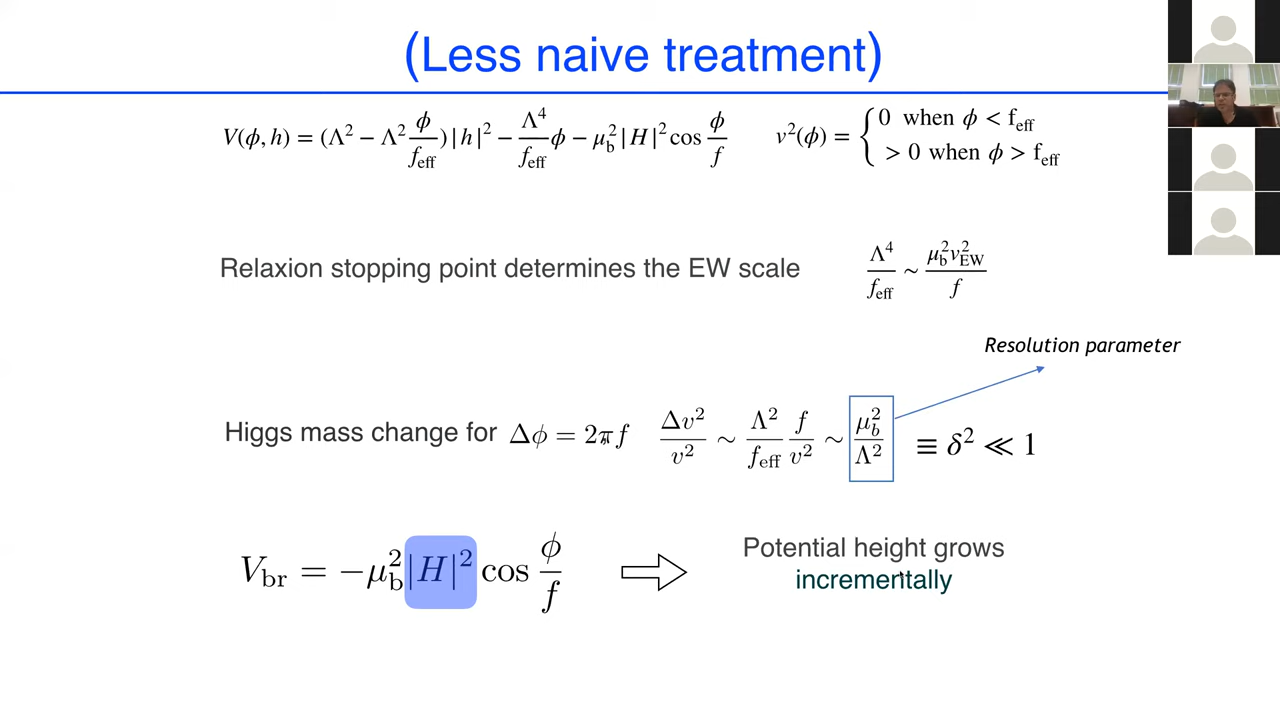 (Less naive treatment)
V(ϕ, h) = (Λ² − Λ² ϕ/f_eff)|h|² − Λ⁴/f_eff ϕ − μ_b²|H|² cos ϕ/f    v²(ϕ) = { 0 when ϕ < f_eff
> 0 when ϕ > f_eff
Relaxion stopping point determines the EW scale    Λ⁴/f_eff ~ μ_b² v_EW²/f
Resolution parameter
Higgs mass change for Δϕ = 2πf    Δv²/v² ~ Λ²/f_eff f/v² ~ μ_b²/Λ² ≡ δ² ≪ 1
V_br = −μ_b²|H|² cos ϕ/f ⇒ Potential height grows
incrementally